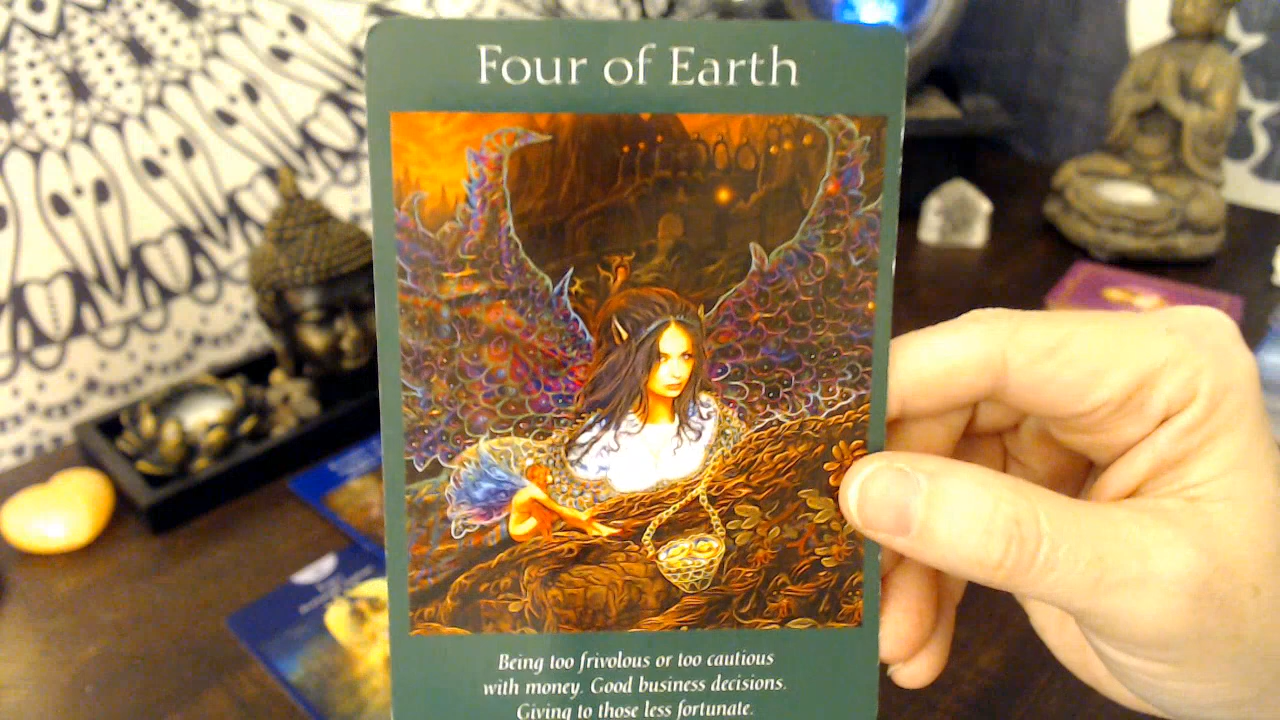 Four of Earth
Being too frivolous or too cautious
with money. Good business decisions.
Giving to those less fortunate.